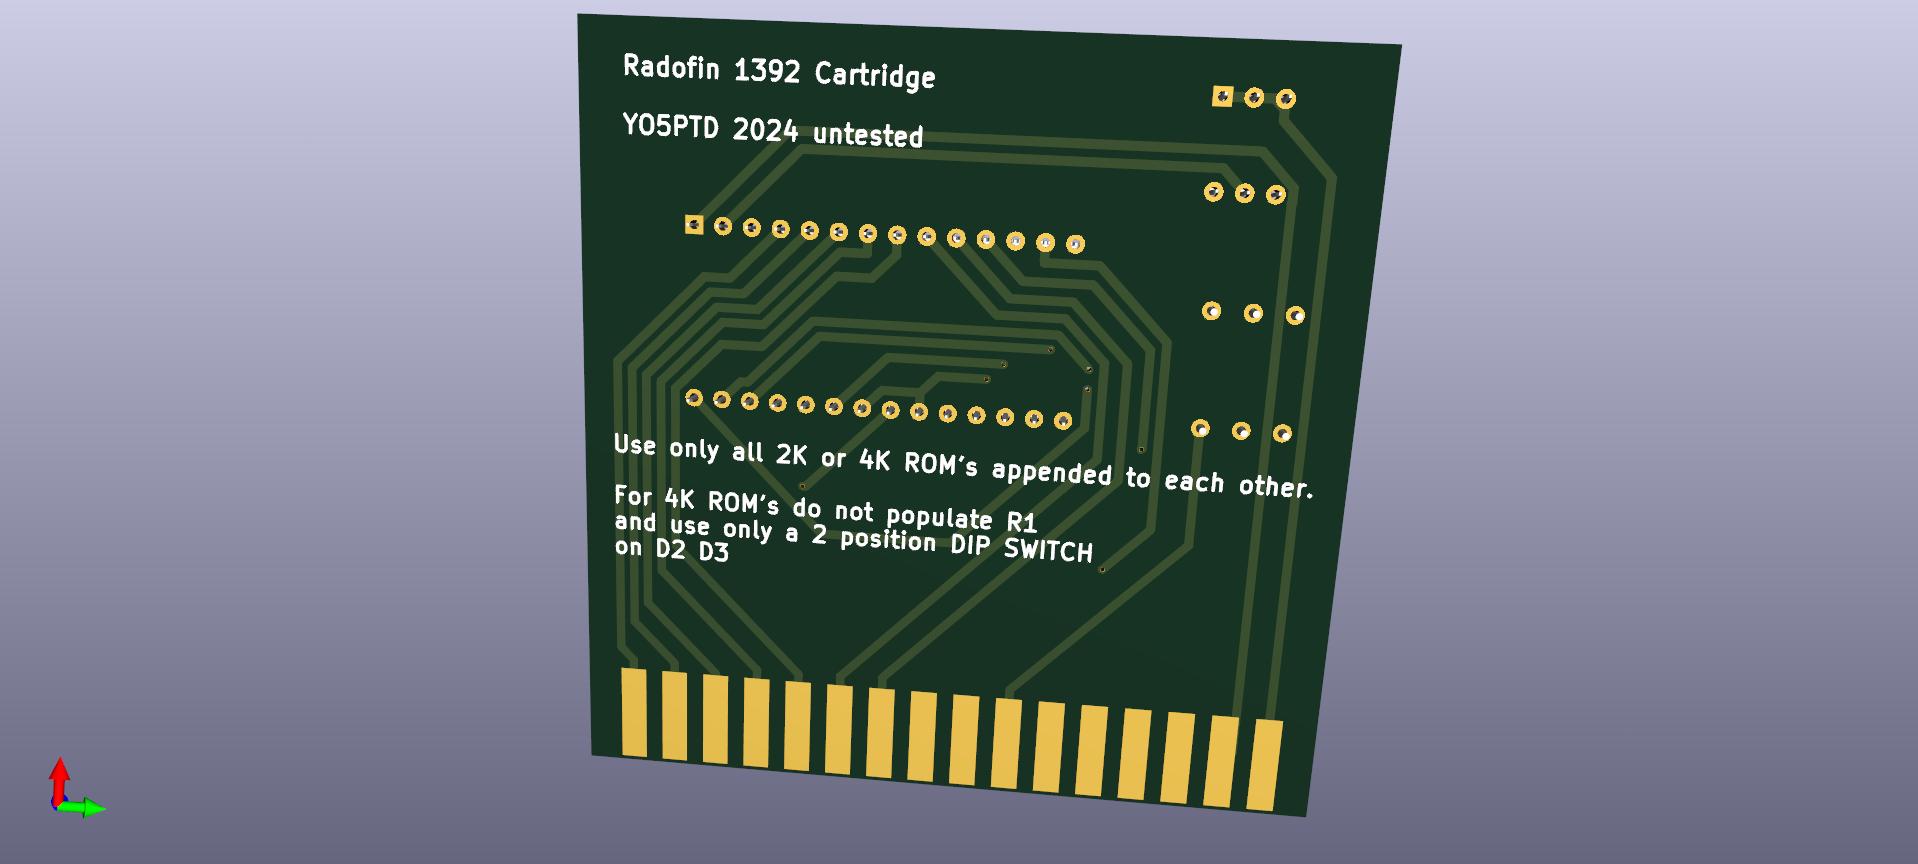 Radofin 1392 Cartridge
YO5PTD 2024 untested
Use only all 2K or 4K ROM's appended to each other.
For 4K ROM's do not populate R1
and use only a 2 position DIP SWITCH
on D2 D3